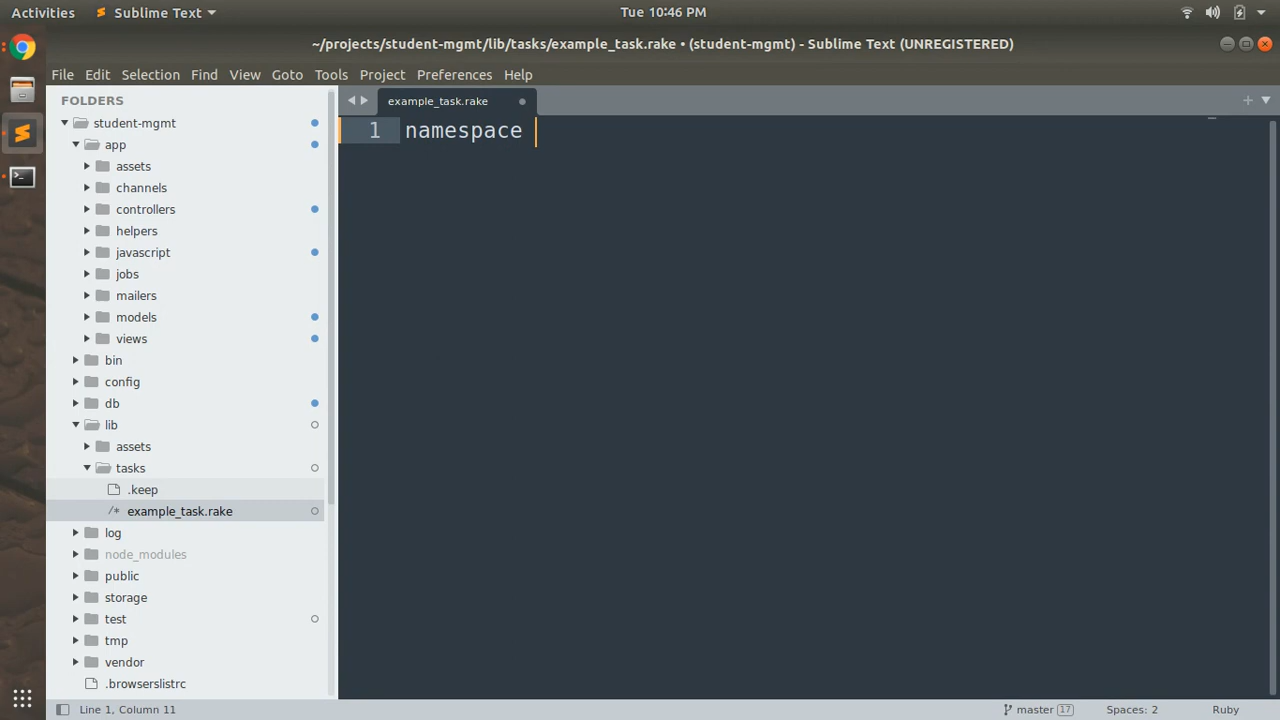 Activities
Sublime Text
Tue 10:46 PM
~/projects/student-mgmt/lib/tasks/example_task.rake • (student-mgmt) - Sublime Text (UNREGISTERED)
File Edit Selection Find View Goto Tools Project Preferences Help
FOLDERS
student-mgmt
app
assets
channels
controllers
helpers
javascript
jobs
mailers
models
views
bin
config
db
lib
assets
tasks
.keep
/* example_task.rake
log
node_modules
public
storage
test
tmp
vendor
.browserslistrc
example_task.rake
1 namespace
Line 1, Column 11
master 17
Spaces: 2
Ruby